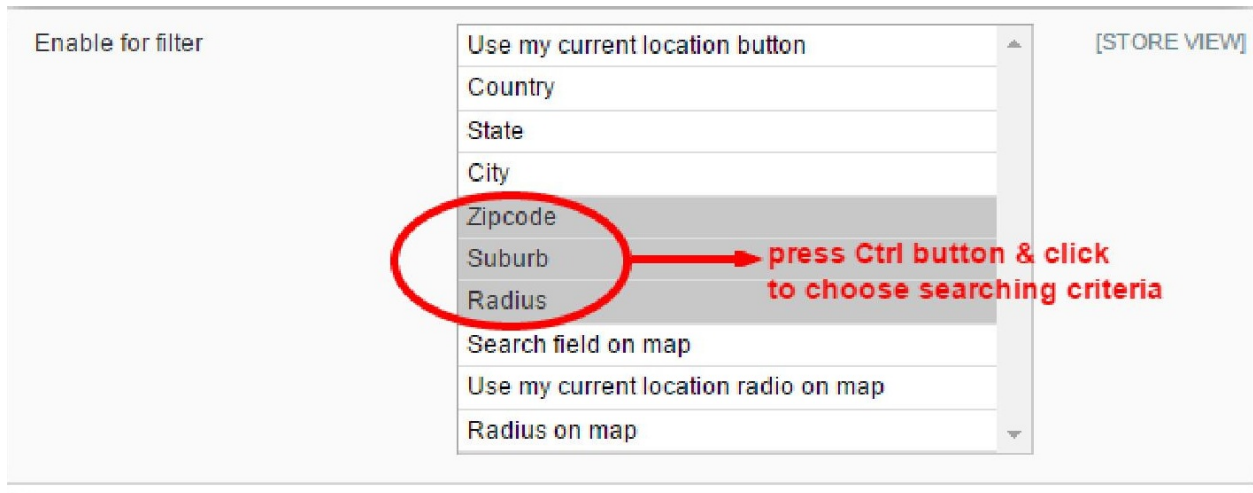 Enable for filter
Use my current location button
[STORE VIEW]
Country
State
City
Zipcode
Suburb
Radius
press Ctrl button & click
to choose searching criteria
Search field on map
Use my current location radio on map
Radius on map